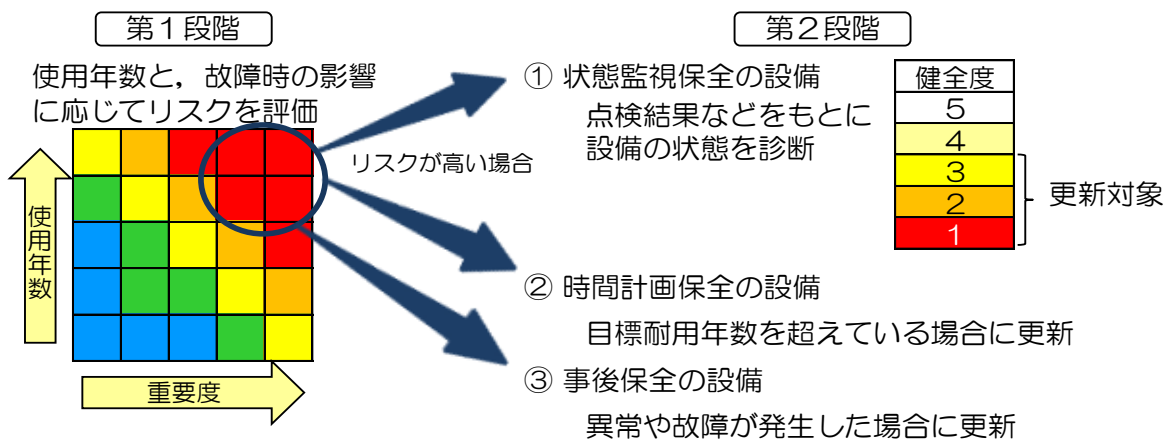 第１段階
使用年数と，故障時の影響
に応じてリスクを評価
使用年数
重要度
リスクが高い場合
第２段階
① 状態監視保全の設備
点検結果などをもとに
設備の状態を診断
健全度
５
４
３
２
１
更新対象
② 時間計画保全の設備
目標耐用年数を超えている場合に更新
③ 事後保全の設備
異常や故障が発生した場合に更新